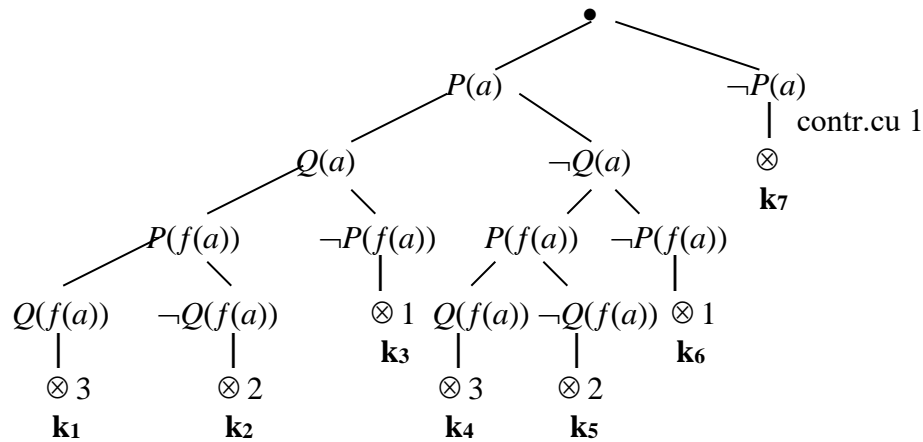 •
P(a) ¬P(a)
contr.cu 1
Q(a) ¬Q(a) ⊗
k7
P(f(a)) ¬P(f(a)) P(f(a)) ¬P(f(a))
Q(f(a)) ¬Q(f(a)) ⊗ 1 Q(f(a)) ¬Q(f(a)) ⊗ 1
k3 k6
⊗ 3 ⊗ 2 ⊗ 3 ⊗ 2
k1 k2 k4 k5